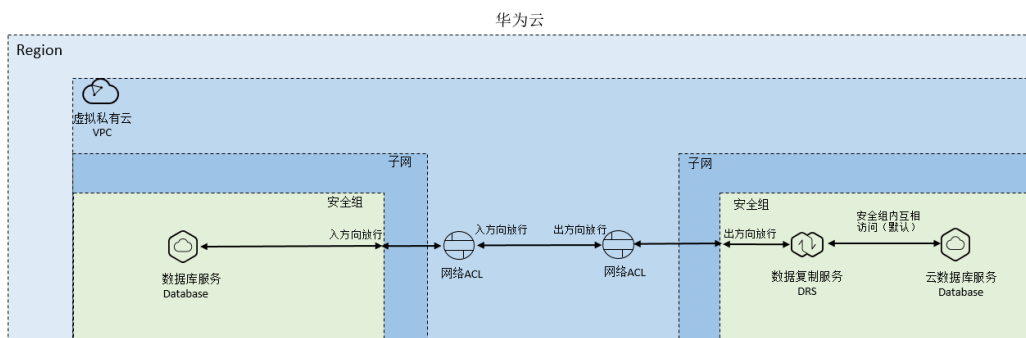 华为云
Region
虚拟私有云
VPC
子网
子网
安全组
安全组
入方向放行
入方向放行
出方向放行
出方向放行
安全组内互相
访问（默认）
数据库服务
Database
网络ACL
网络ACL
数据复制服务
DRS
云数据库服务
Database